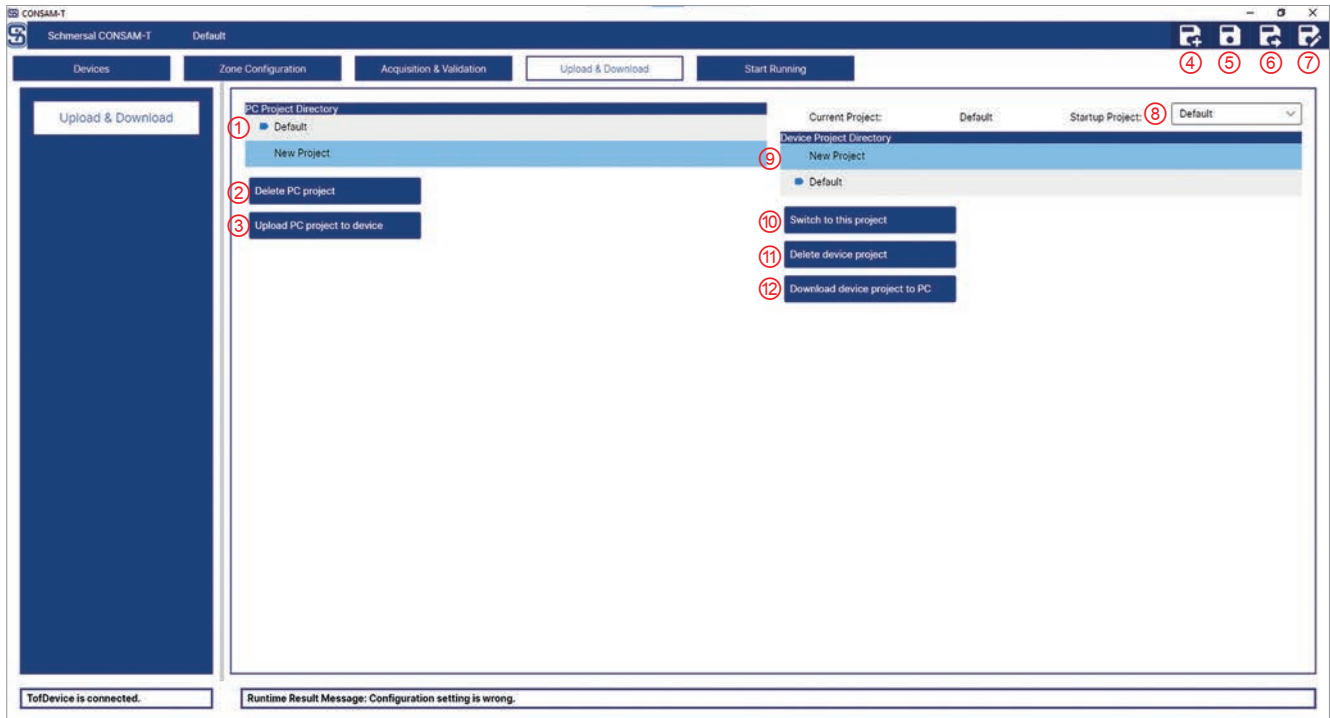 CONSAM-T
Schmersal CONSAM-T Default
④ ⑤ ⑥ ⑦
Devices Zone Configuration Acquisition & Validation Upload & Download Start Running
Upload & Download
PC Project Directory
① Default
New Project
② Delete PC project
③ Upload PC project to device
Current Project: Default Startup Project: ⑧ Default
Device Project Directory
⑨ New Project
Default
⑩ Switch to this project
⑪ Delete device project
⑫ Download device project to PC
TofDevice is connected. Runtime Result Message: Configuration setting is wrong.